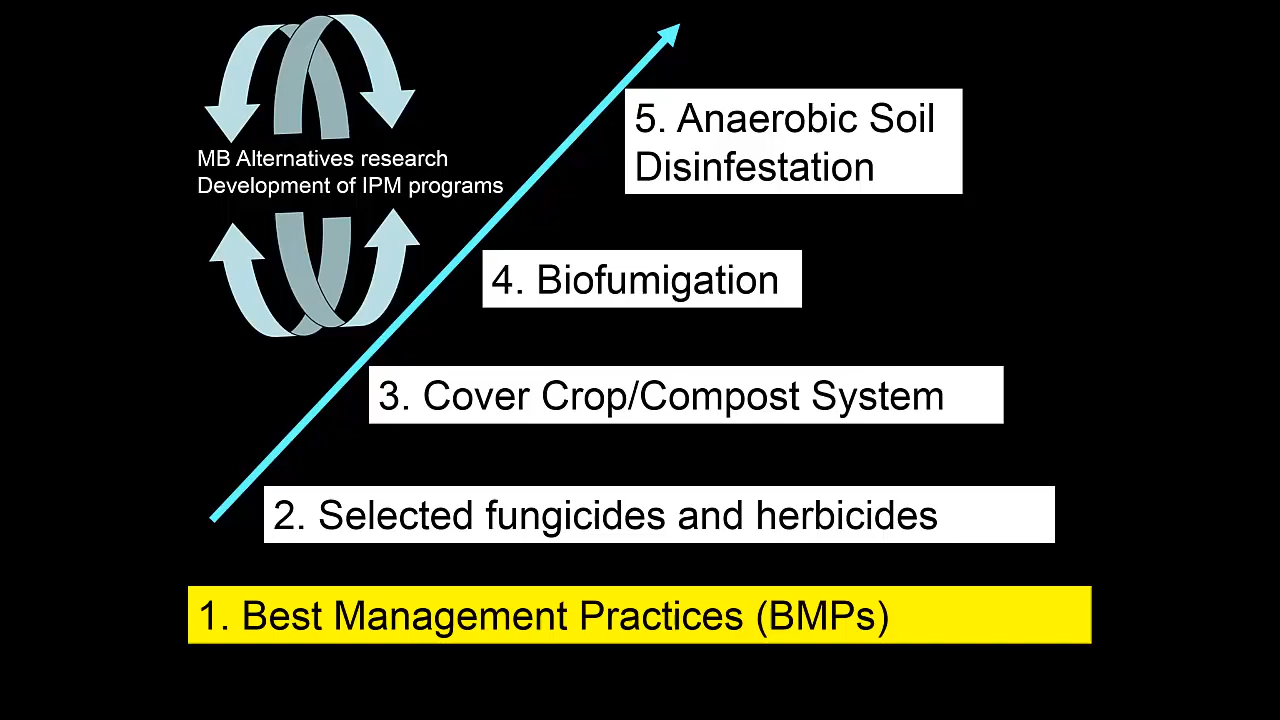 MB Alternatives research
Development of IPM programs
5. Anaerobic Soil
Disinfestation
4. Biofumigation
3. Cover Crop/Compost System
2. Selected fungicides and herbicides
1. Best Management Practices (BMPs)